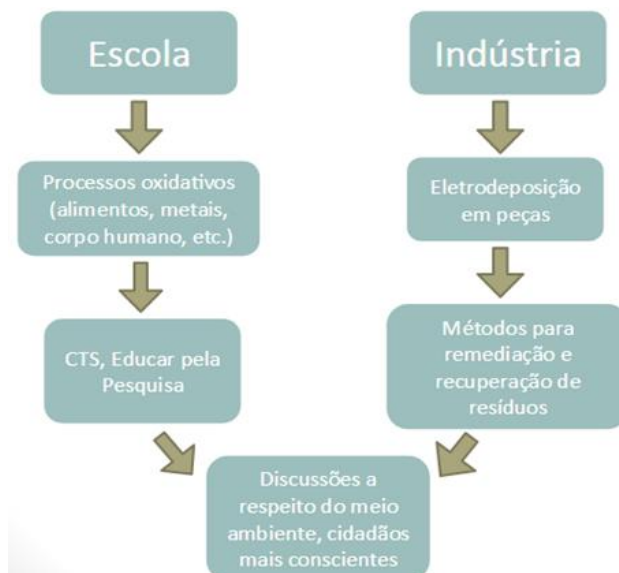 Escola
Processos oxidativos
(alimentos, metais,
corpo humano, etc.)
CTS, Educar pela
Pesquisa
Indústria
Eletrodeposição
em peças
Métodos para
remediação e
recuperação de
resíduos
Discussões a
respeito do meio
ambiente, cidadãos
mais conscientes